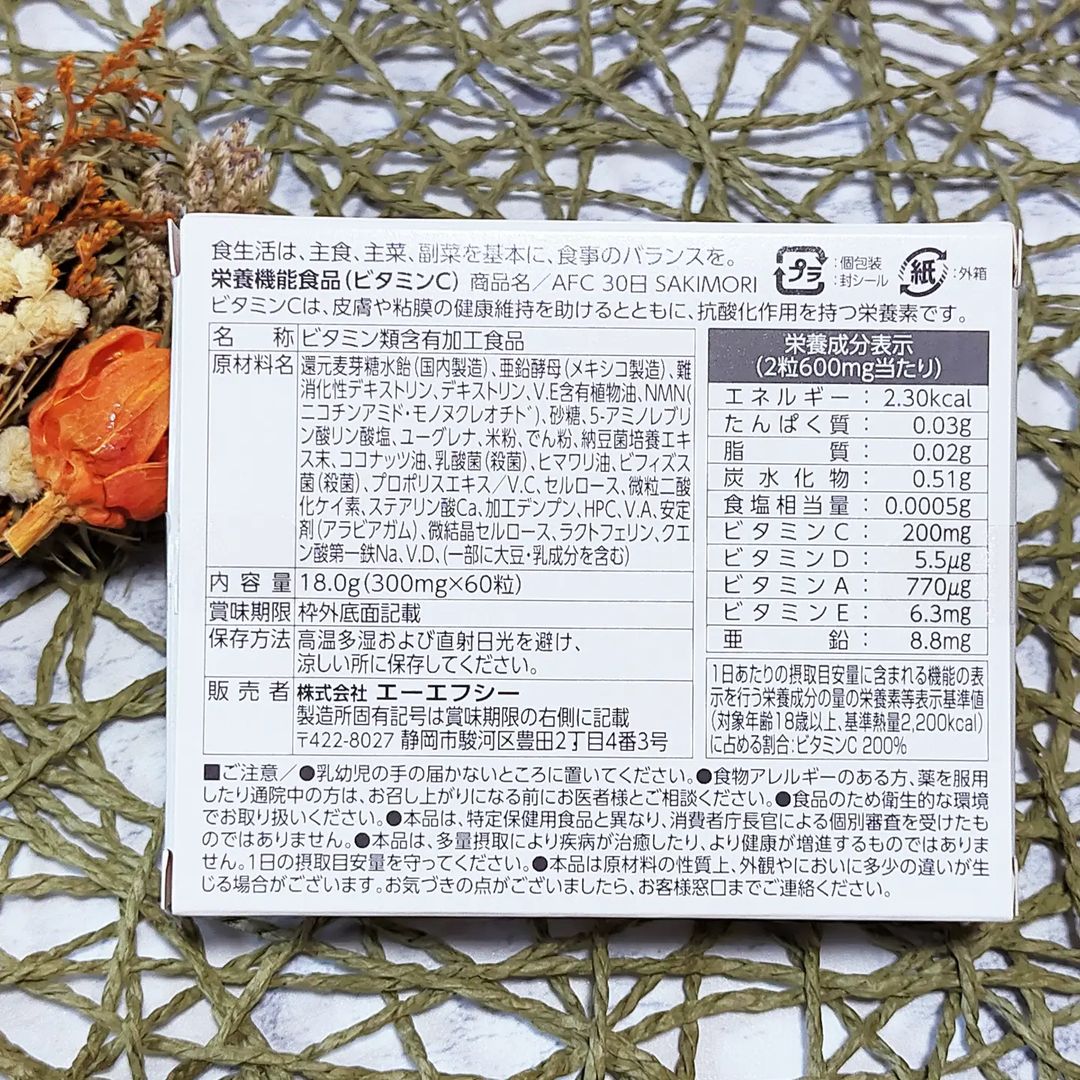 食生活は、主食、主菜、副菜を基本に、食事のバランスを。
栄養機能食品(ビタミンC) 商品名／AFC 30日 SAKIMORI
プラ :個包装 :封シール
紙 :外箱
ビタミンCは、皮膚や粘膜の健康維持を助けるとともに、抗酸化作用を持つ栄養素です。
名 称 ビタミン類含有加工食品
原材料名 還元麦芽糖水飴(国内製造)、亜鉛酵母(メキシコ製造)、難
消化性デキストリン、デキストリン、V.E含有植物油、NMN(
ニコチンアミド・モノヌクレオチド)、砂糖、5-アミノレブリ
ン酸リン酸塩、ユーグレナ、米粉、でん粉、納豆菌培養エキ
ス末、ココナッツ油、乳酸菌(殺菌)、ヒマワリ油、ビフィズス
菌(殺菌)、プロポリスエキス／V.C、セルロース、微粒二酸
化ケイ素、ステアリン酸Ca、加工デンプン、HPC、V.A、安定
剤(アラビアガム)、微結晶セルロース、ラクトフェリン、クエ
ン酸第一鉄Na、V.D、(一部に大豆・乳成分を含む)
内容量 18.0g(300mg×60粒)
賞味期限 枠外底面記載
保存方法 高温多湿および直射日光を避け、
涼しい所に保存してください。
販売者 株式会社 エーエフシー
製造所固有記号は賞味期限の右側に記載
〒422-8027 静岡市駿河区豊田2丁目4番3号
栄養成分表示
(2粒600mg当たり)
エネルギー： 2.30kcal
たんぱく質： 0.03g
脂 質： 0.02g
炭水化物： 0.51g
食塩相当量： 0.0005g
ビタミンC： 200mg
ビタミンD： 5.5μg
ビタミンA： 770μg
ビタミンE： 6.3mg
亜 鉛： 8.8mg
1日あたりの摂取目安量に含まれる機能の表
示を行う栄養成分の量の栄養素等表示基準値
(対象年齢18歳以上、基準熱量2,200kcal)
に占める割合:ビタミンC 200%
■ご注意／●乳幼児の手の届かないところに置いてください。●食物アレルギーのある方、薬を服用
したり通院中の方は、お召し上がりになる前にお医者様とご相談ください。●食品のため衛生的な環境
でお取り扱いください。●本品は、特定保健用食品と異なり、消費者庁長官による個別審査を受けたも
のではありません。●本品は、多量摂取により疾病が治癒したり、より健康が増進するものではありま
せん。1日の摂取目安量を守ってください。●本品は原材料の性質上、外観やにおいに多少の違いが生
じる場合がございます。お気づきの点がございましたら、お客様窓口までご連絡ください。